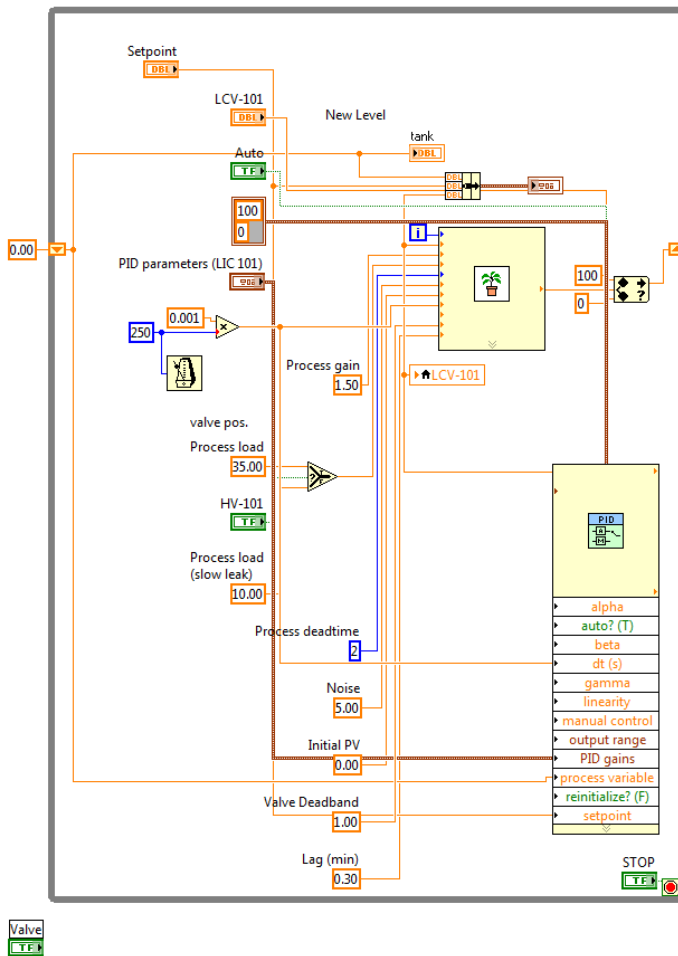 Setpoint
DBL
LCV-101
DBL
New Level
tank
DBL
Auto
TF
DBL
DBL
DBL
100
0
i
0.00
PID parameters (LIC 101)
100
0
0.001
250
Process gain
1.50
LCV-101
valve pos.
Process load
35.00
HV-101
TF
PID
Process load
(slow leak)
10.00
alpha
auto? (T)
Process deadtime
2
beta
dt (s)
gamma
Noise
5.00
linearity
manual control
output range
Initial PV
0.00
PID gains
process variable
reinitialize? (F)
Valve Deadband
1.00
setpoint
Lag (min)
0.30
STOP
TF
Valve
TF